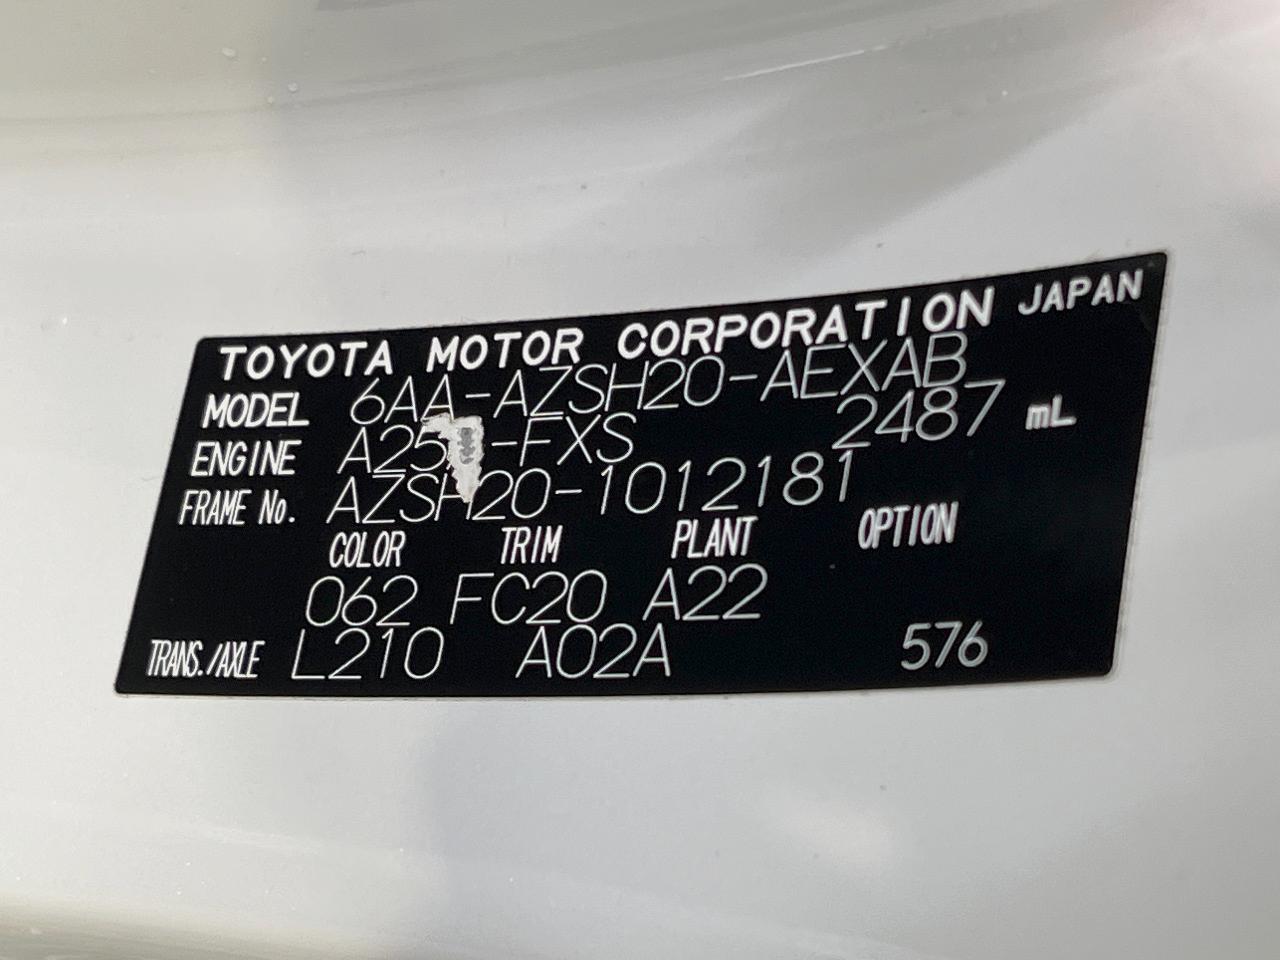 TOYOTA MOTOR CORPORATION JAPAN
MODEL 6AA-AZSH20-AEXAB
ENGINE 2487 mL
FRAME No. AZSH20-1012181
COLOR TRIM PLANT OPTION
062 FC20 A22
TRANS./AXLE L210 A02A 576